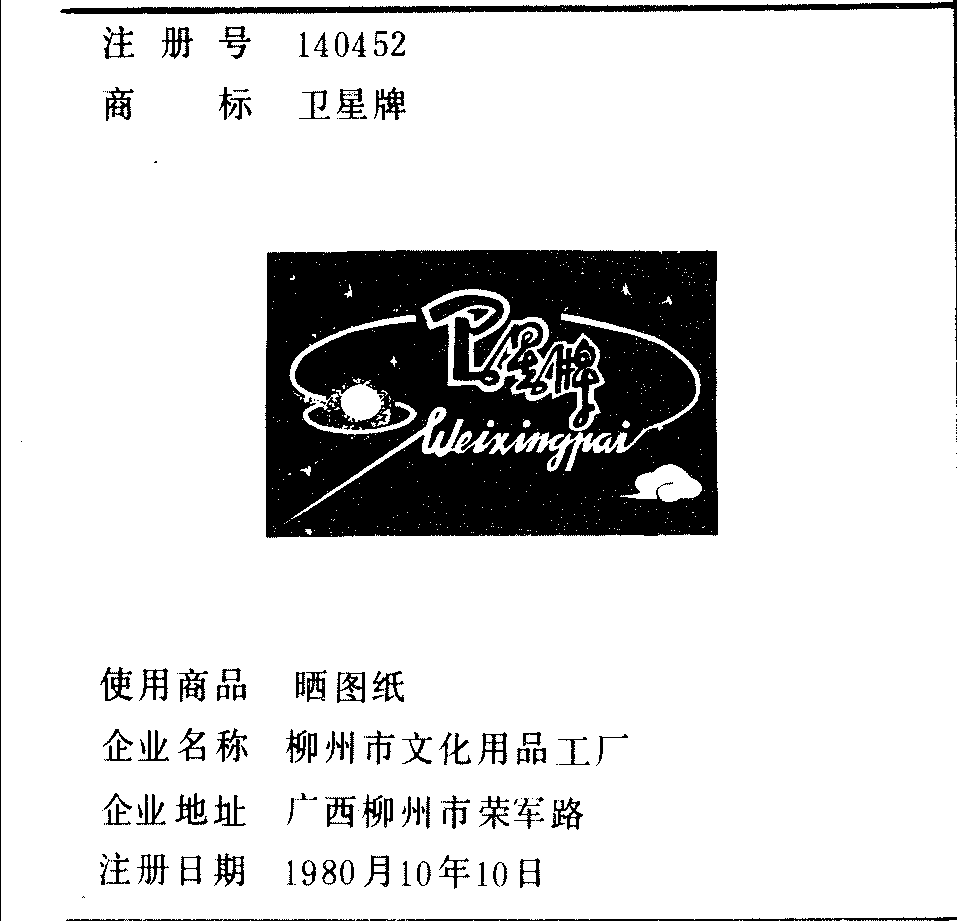 注册号 140452
商标 卫星牌
卫星牌
Weixingpai
使用商品 晒图纸
企业名称 柳州市文化用品工厂
企业地址 广西柳州市荣军路
注册日期 1980月10年10日